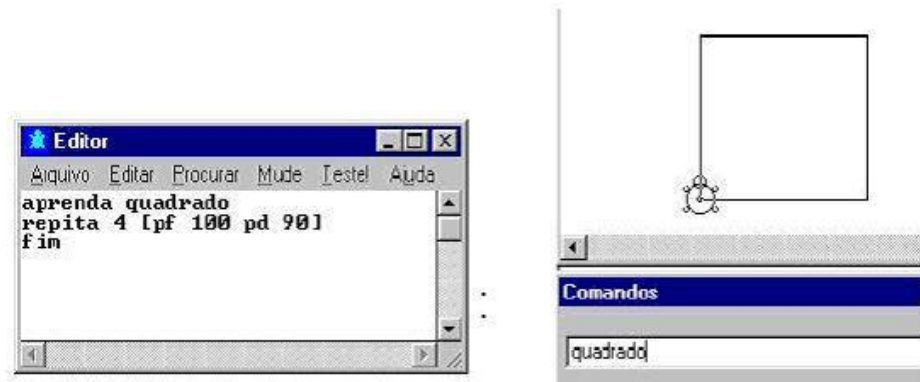 Editor
Arquivo Editar Procurar Mude Teste! Ajuda
aprenda quadrado
repita 4 [pf 100 pd 90]
fim
:
Comandos
quadrado